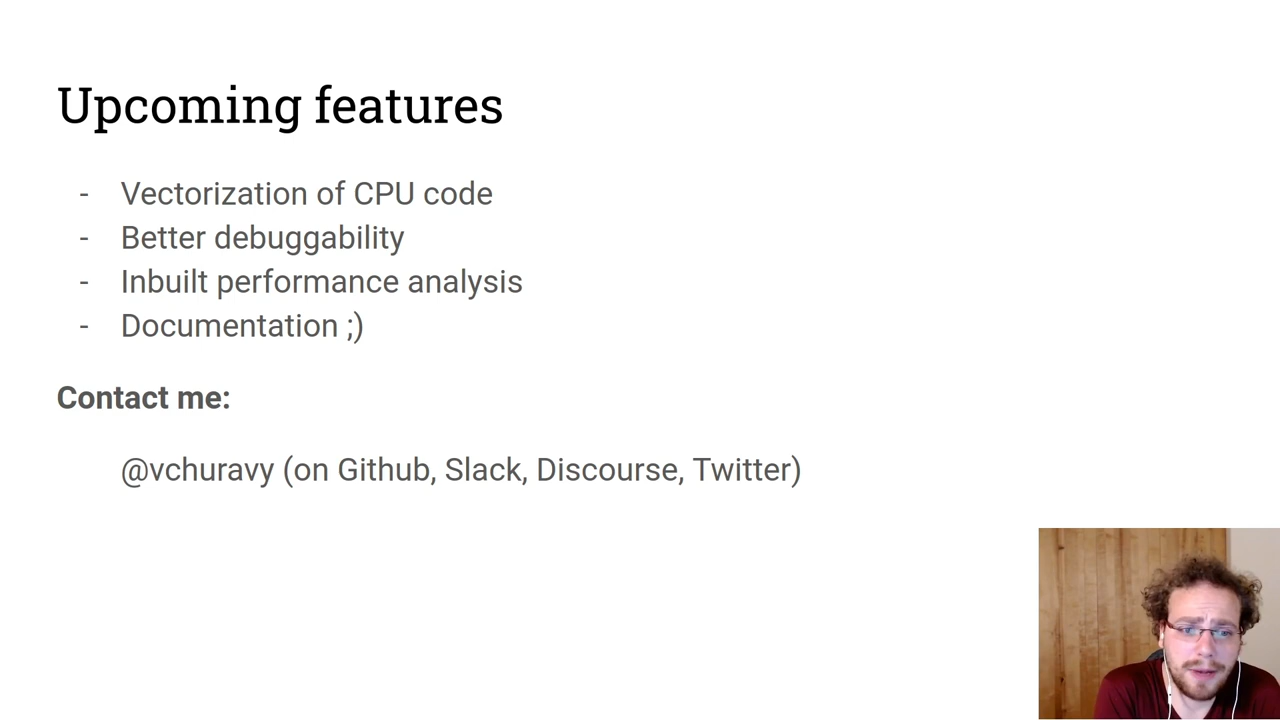 Upcoming features
- Vectorization of CPU code
- Better debuggability
- Inbuilt performance analysis
- Documentation ;)
Contact me:
@vchuravy (on Github, Slack, Discourse, Twitter)